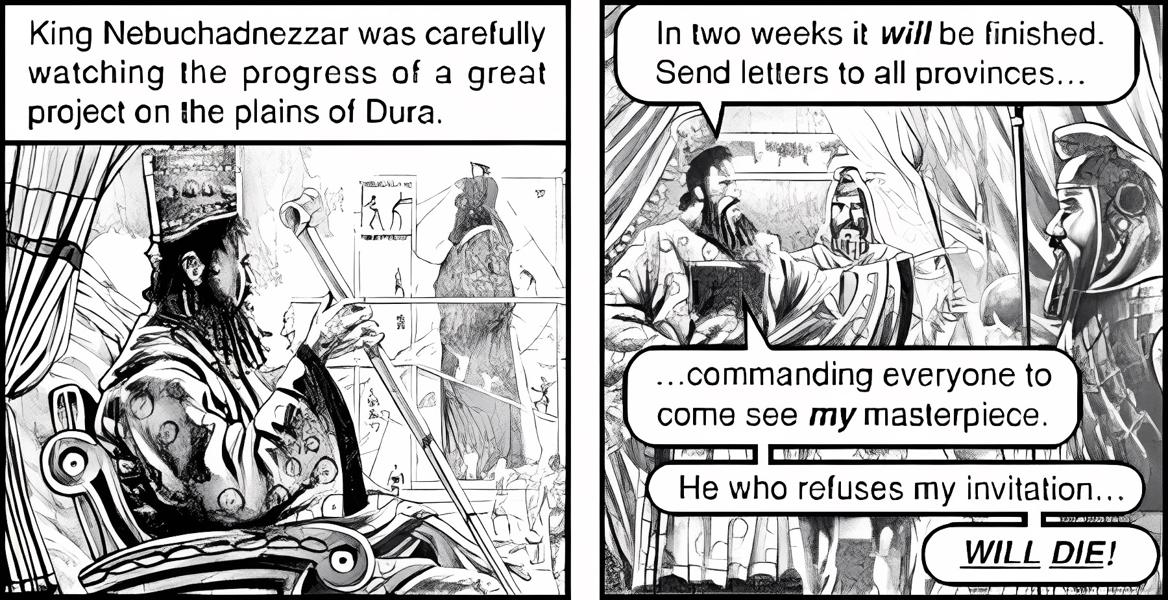 King Nebuchadnezzar was carefully
watching the progress of a great
project on the plains of Dura.
In two weeks it will be finished.
Send letters to all provinces...
...commanding everyone to
come see my masterpiece.
He who refuses my invitation...
WILL DIE!